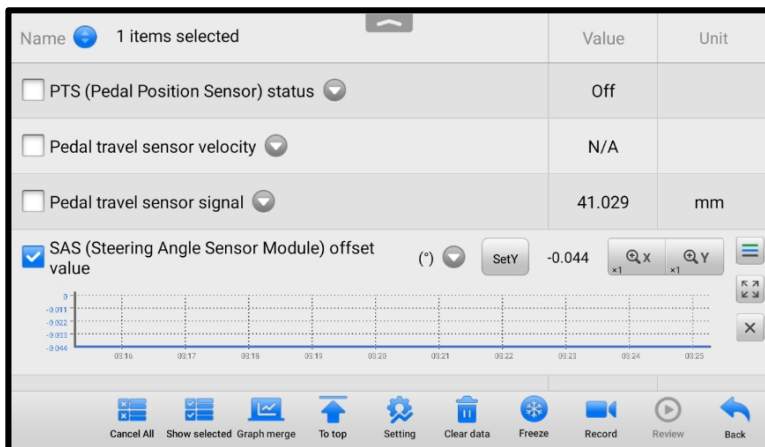 Name 1 items selected Value Unit
PTS (Pedal Position Sensor) status Off
Pedal travel sensor velocity N/A
Pedal travel sensor signal 41.029 mm
SAS (Steering Angle Sensor Module) offset
value (°) SetY -0.044 X ×1 Y ×1
0
-0.011
-0.022
-0.033
-0.044
03:16 03:17 03:18 03:19 03:20 03:21 03:22 03:23 03:24 03:25
Cancel All Show selected Graph merge To top Setting Clear data Freeze Record Review Back